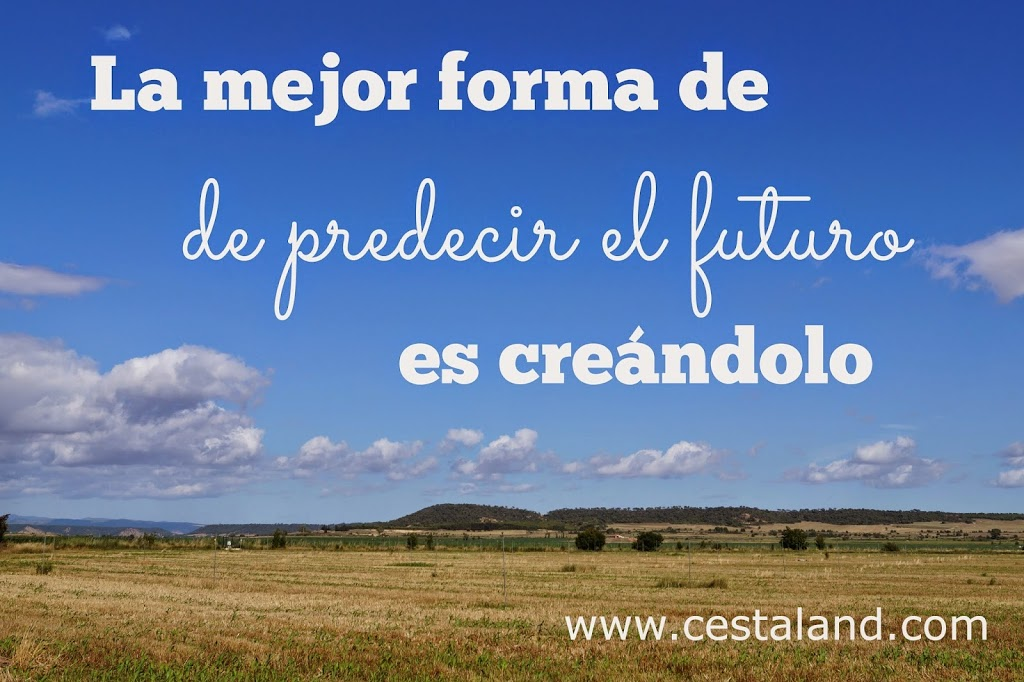 La mejor forma de
de predecir el futuro
es creándolo
www.cestaland.com